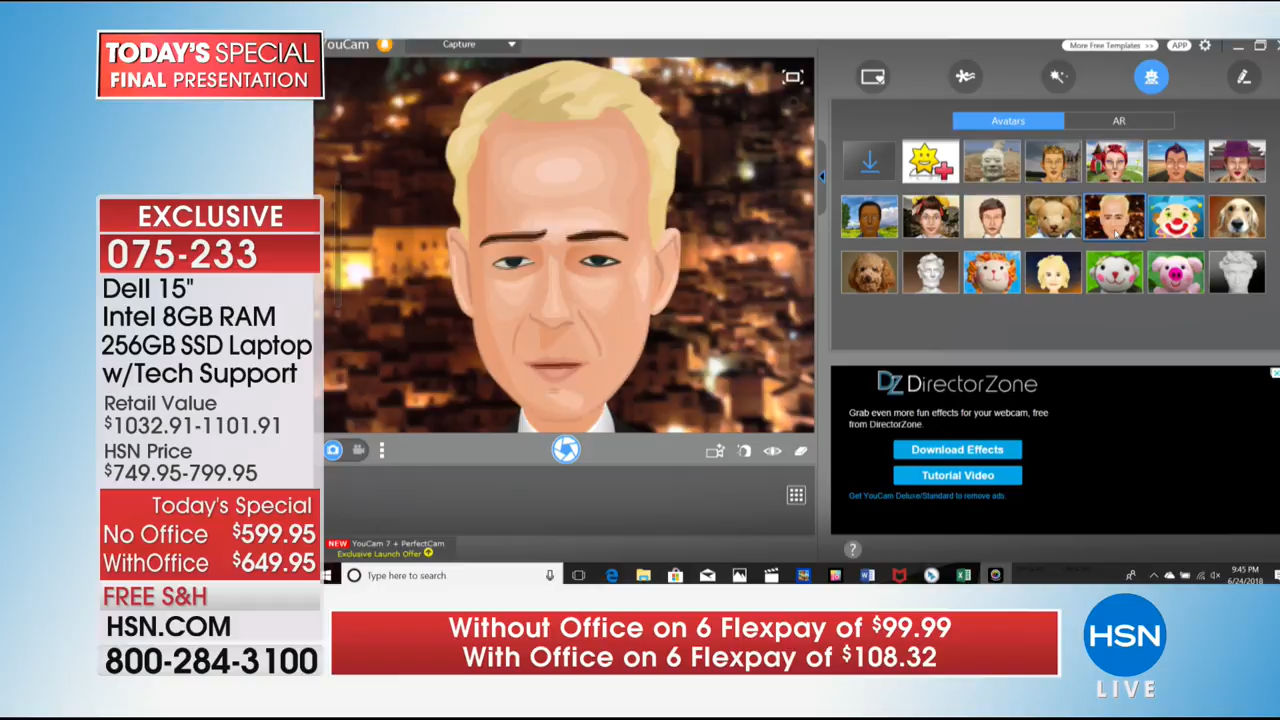 TODAY'S SPECIAL
FINAL PRESENTATION
EXCLUSIVE
075-233
Dell 15"
Intel 8GB RAM
256GB SSD Laptop
w/Tech Support
Retail Value
$1032.91-1101.91
HSN Price
$749.95-799.95
Today's Special
No Office $599.95
WithOffice $649.95
FREE S&H
HSN.COM
800-284-3100
YouCam
Capture
More Free Templates >>
APP
Avatars
AR
DZ DirectorZone
Grab even more fun effects for your webcam, free
from DirectorZone.
Download Effects
Tutorial Video
Get YouCam Deluxe/Standard to remove ads.
NEW YouCam 7 + PerfectCam
Exclusive Launch Offer
?
Type here to search
9:45 PM
6/24/2018
Without Office on 6 Flexpay of $99.99
With Office on 6 Flexpay of $108.32
HSN
LIVE